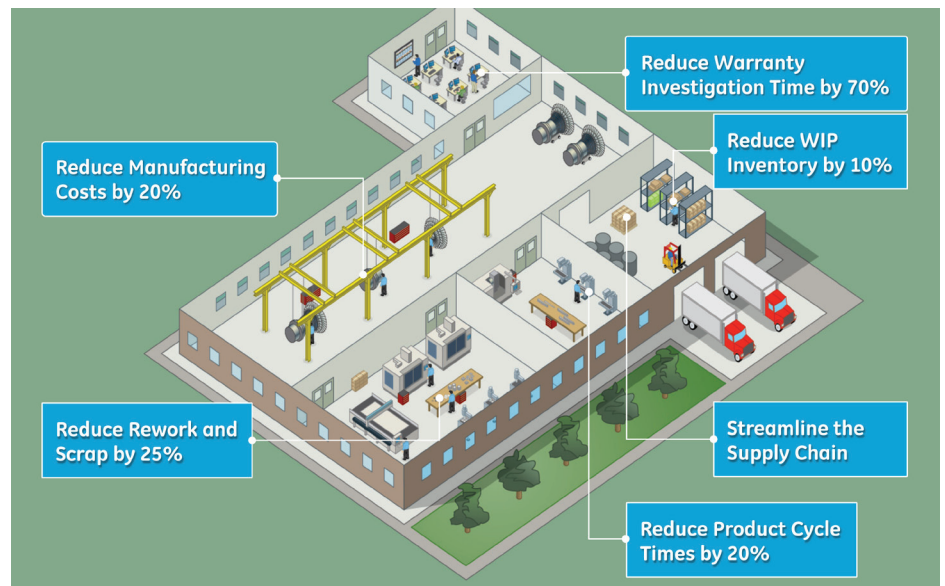 Reduce Warranty
Investigation Time by 70%
Reduce WIP
Inventory by 10%
Reduce Manufacturing
Costs by 20%
Reduce Rework and
Scrap by 25%
Streamline the
Supply Chain
Reduce Product Cycle
Times by 20%